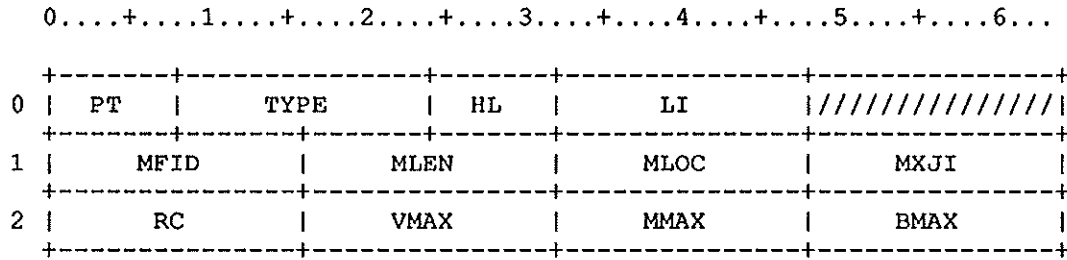 0....+....1....+....2....+....3....+....4....+....5....+....6...
+-------+---------------+-------+---------------+---------------+
0 | PT | TYPE | HL | LI |///////////////|
+-------+-------+-------+-------+---------------+---------------+
1 | MFID | MLEN | MLOC | MXJI |
+---------------+---------------+---------------+---------------+
2 | RC | VMAX | MMAX | BMAX |
+---------------+---------------+---------------+---------------+